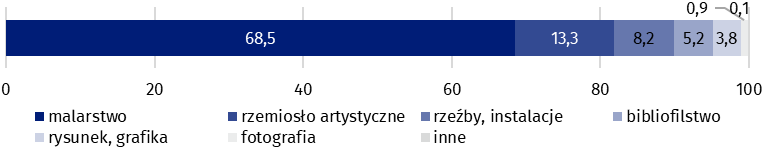 0,9 0,1
68,5 13,3 8,2 5,2 3,8
0 20 40 60 80 100
malarstwo rzemiosło artystyczne rzeźby, instalacje bibliofilstwo
rysunek, grafika fotografia inne